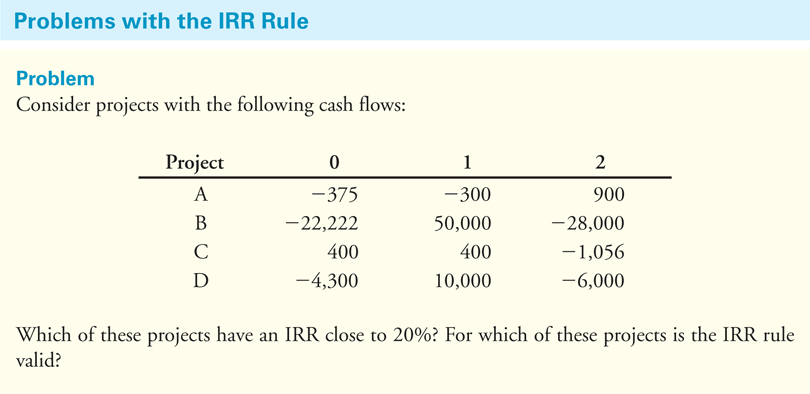 Problems with the IRR Rule
Problem
Consider projects with the following cash flows:
Project 0 1 2
A −375 −300 900
B −22,222 50,000 −28,000
C 400 400 −1,056
D −4,300 10,000 −6,000
Which of these projects have an IRR close to 20%? For which of these projects is the IRR rule
valid?